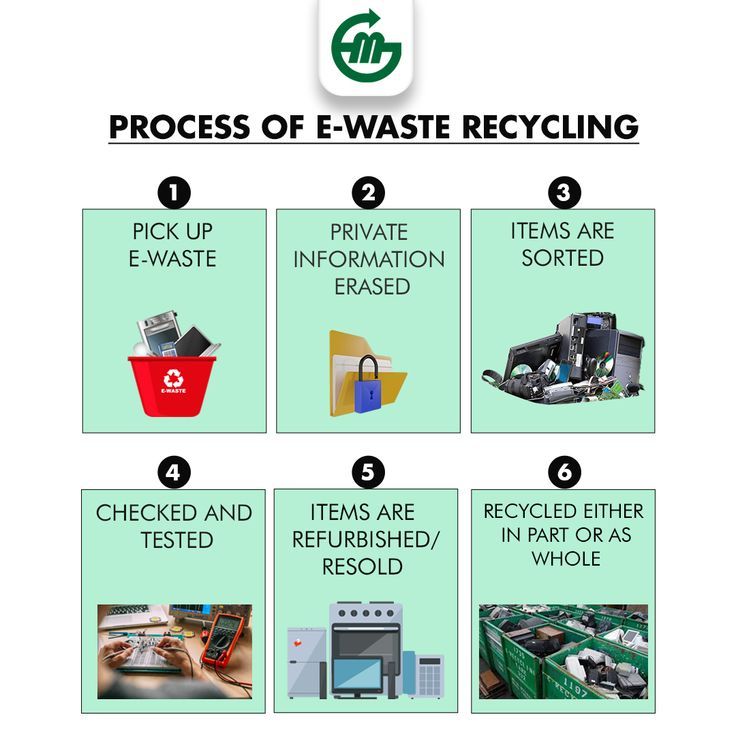 PROCESS OF E-WASTE RECYCLING
1
PICK UP
E-WASTE
E-WASTE
2
PRIVATE
INFORMATION
ERASED
3
ITEMS ARE
SORTED
4
CHECKED AND
TESTED
5
ITEMS ARE
REFURBISHED/
RESOLD
6
RECYCLED EITHER
IN PART OR AS
WHOLE
1107